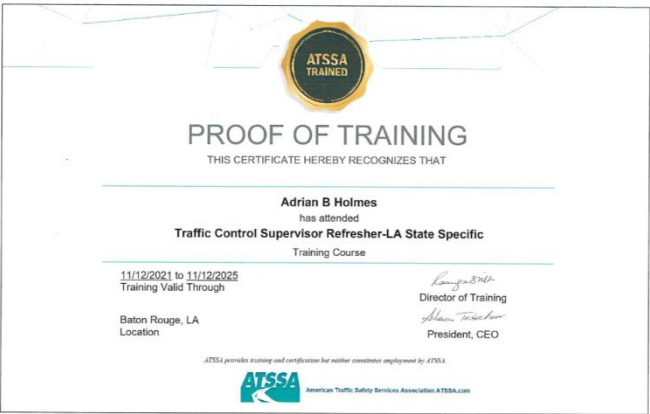 ATSSA
TRAINED
PROOF OF TRAINING
THIS CERTIFICATE HEREBY RECOGNIZES THAT
Adrian B Holmes
has attended
Traffic Control Supervisor Refresher-LA State Specific
Training Course
11/12/2021 to 11/12/2025
Training Valid Through
Director of Training
Baton Rouge, LA
Location
President, CEO
ATSSA provides training and certification but neither constitutes employment by ATSSA.
ATSSA
American Traffic Safety Services Association ATSSA.com